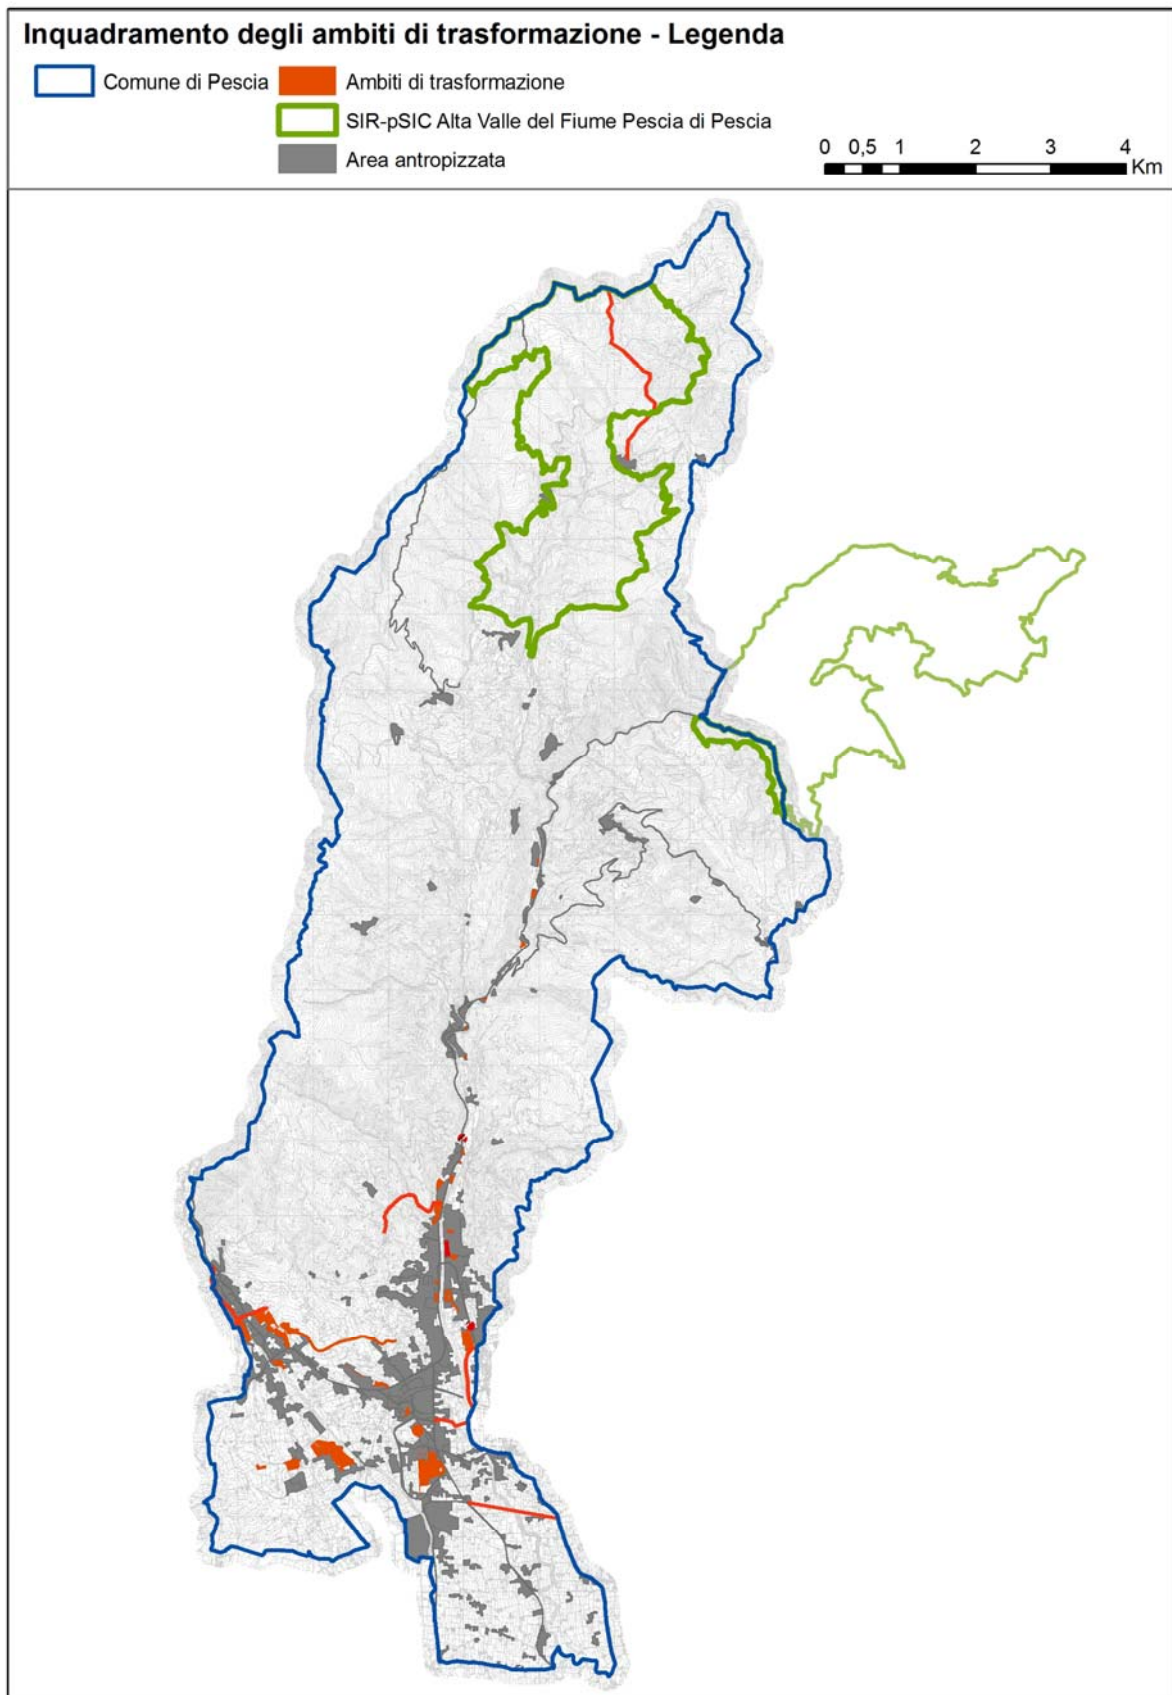 Inquadramento degli ambiti di trasformazione - Legenda
Comune di Pescia
Ambiti di trasformazione
SIR-pSIC Alta Valle del Fiume Pescia di Pescia
Area antropizzata
0 0,5 1 2 3 4
Km